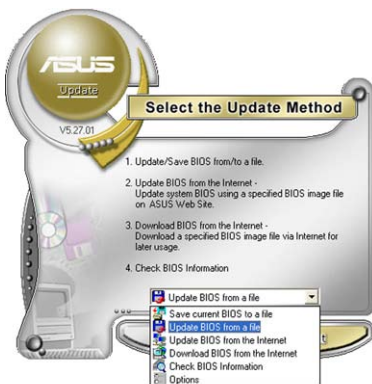 ASUS
Update
V5.27.01
Select the Update Method
1. Update/Save BIOS from/to a file.
2. Update BIOS from the Internet -
Update system BIOS using a specified BIOS image file
on ASUS Web Site.
3. Download BIOS from the Internet -
Download a specified BIOS image file via Internet for
later usage.
4. Check BIOS Information
Update BIOS from a file
Save current BIOS to a file
Update BIOS from a file
Update BIOS from the Internet
Download BIOS from the Internet
Check BIOS Information
Options